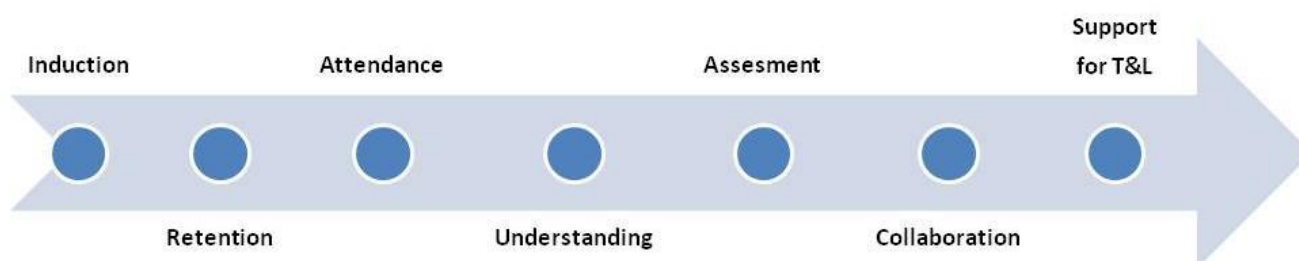 Support
Induction Attendance Assesment for T&L
Retention Understanding Collaboration